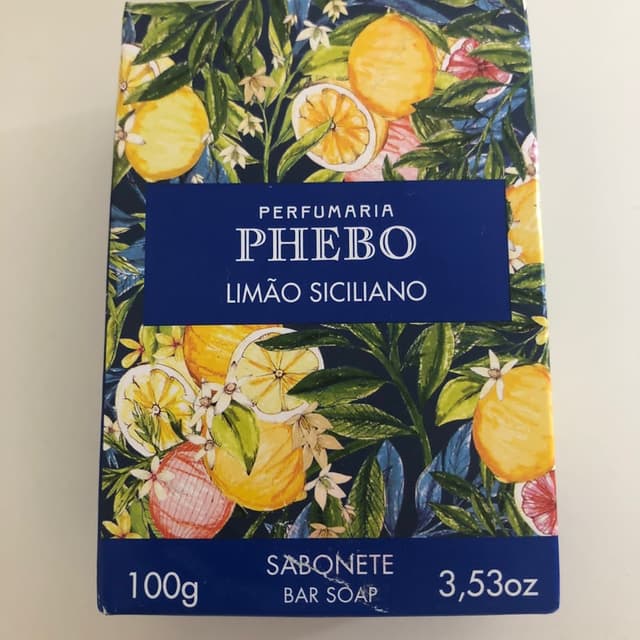 PERFUMARIA
PHEBO
LIMÃO SICILIANO
SABONETE
100g BAR SOAP 3,53oz